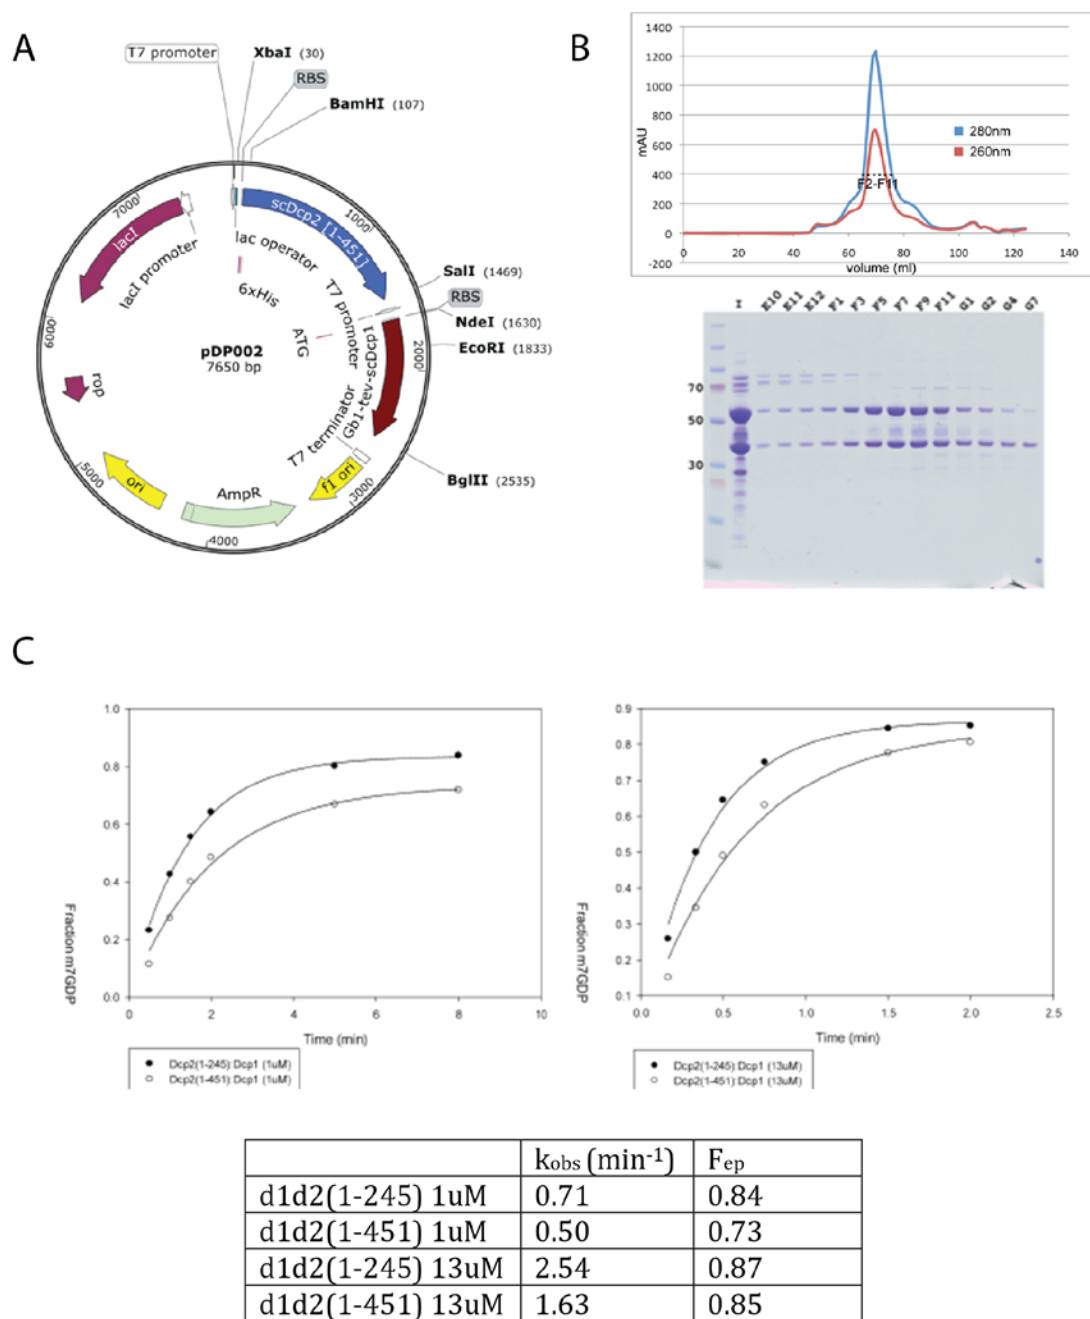 A
T7 promoter
XbaI (30)
RBS
BamHI (107)
scDcp2 [1-451]
1000
lac operator
6xHis
T7 promoter
SalI (1469)
RBS
NdeI (1630)
EcoRI (1833)
ATG
Gb1-tev-scDcp1
2000
T7 terminator
BglII (2535)
f1 ori
3000
AmpR
4000
ori
5000
rop
6000
lacI
lacI promoter
7000
pDP002
7650 bp
B
1400
1200
1000
800
600
400
200
0
-200
mAU
280nm
260nm
F2-F11
0 20 40 60 80 100 120 140
volume (ml)
I E10 E11 E12 F1 F3 F5 F7 F9 F11 G1 G2 G4 G7
70
50
30
C
1.0
0.8
0.6
0.4
0.2
0.0
Fraction m7GDP
0 2 4 6 8 10
Time (min)
Dcp2(1-245):Dcp1 (1uM)
Dcp2(1-451):Dcp1 (1uM)
0.9
0.8
0.7
0.6
0.5
0.4
0.3
0.2
0.1
Fraction m7GDP
0.0 0.5 1.0 1.5 2.0 2.5
Time (min)
Dcp2(1-245):Dcp1 (13uM)
Dcp2(1-451):Dcp1 (13uM)
kobs (min-1) Fep
d1d2(1-245) 1uM 0.71 0.84
d1d2(1-451) 1uM 0.50 0.73
d1d2(1-245) 13uM 2.54 0.87
d1d2(1-451) 13uM 1.63 0.85